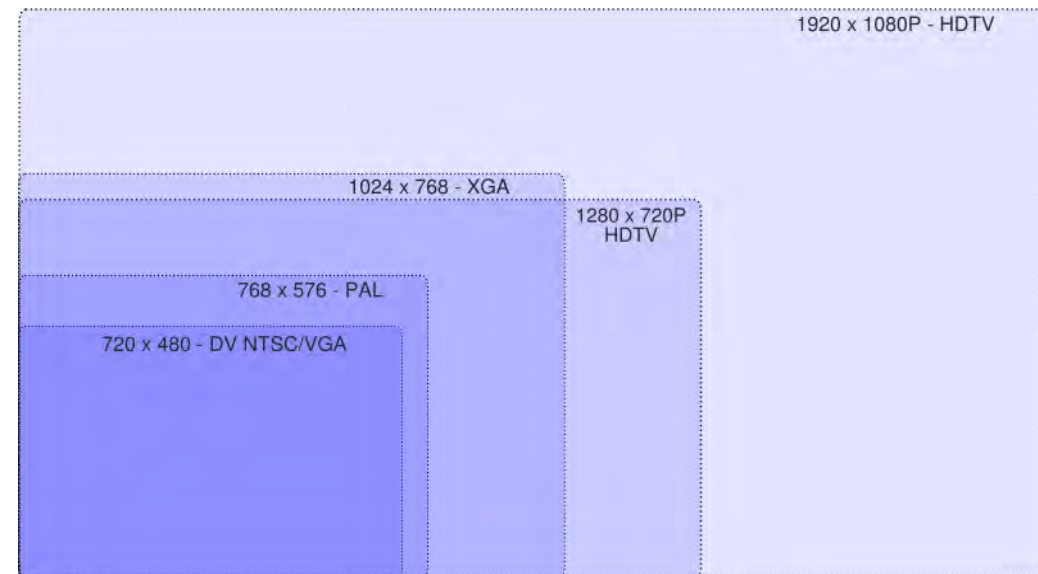 1920 x 1080P - HDTV
1024 x 768 - XGA
1280 x 720P
HDTV
768 x 576 - PAL
720 x 480 - DV NTSC/VGA